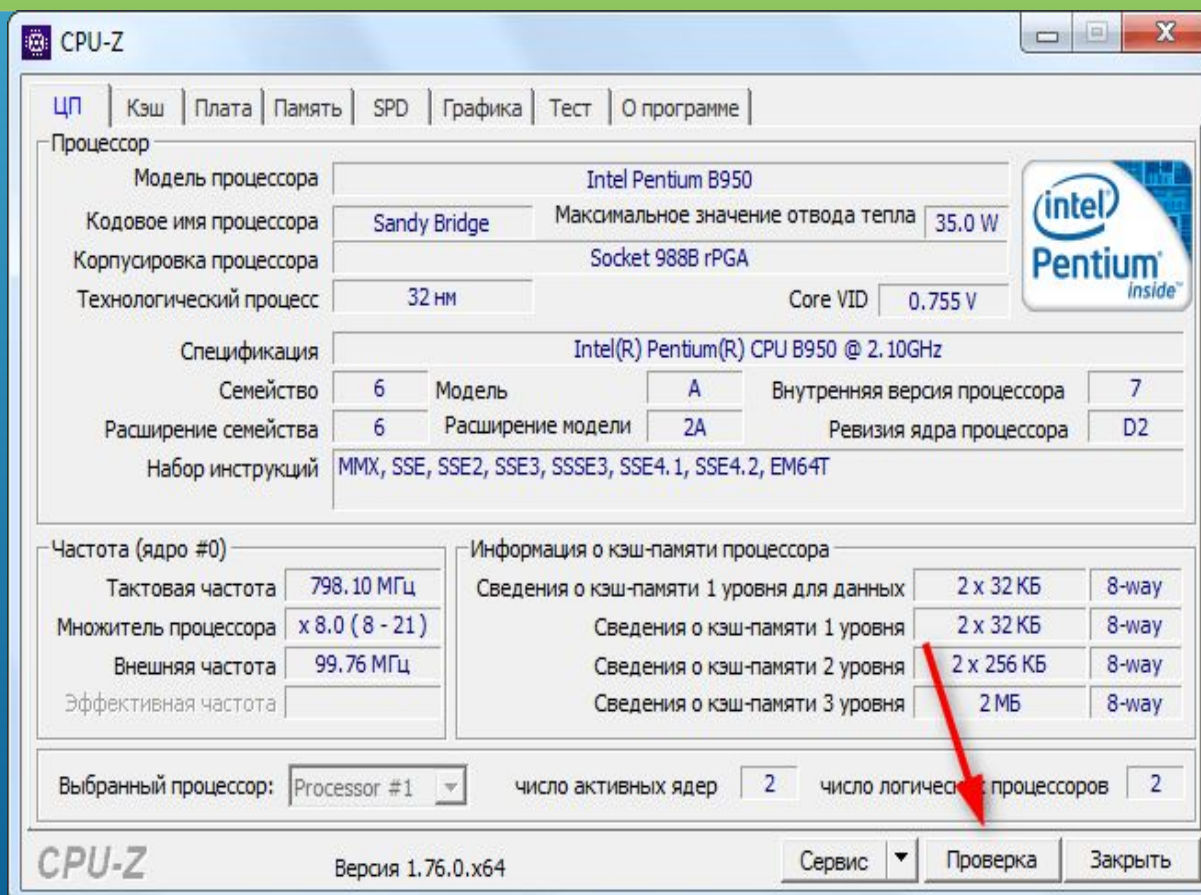 CPU-Z
ЦП Кэш Плата Память SPD Графика Тест О программе
Процессор
Модель процессора Intel Pentium B950
Кодовое имя процессора Sandy Bridge Максимальное значение отвода тепла 35.0 W
Корпусировка процессора Socket 988B rPGA
Технологический процесс 32 нм Core VID 0.755 V
intel Pentium inside™
Спецификация Intel(R) Pentium(R) CPU B950 @ 2.10GHz
Семейство 6 Модель A Внутренняя версия процессора 7
Расширение семейства 6 Расширение модели 2A Ревизия ядра процессора D2
Набор инструкций MMX, SSE, SSE2, SSE3, SSSE3, SSE4.1, SSE4.2, EM64T
Частота (ядро #0)
Тактовая частота 798.10 МГц
Множитель процессора x 8.0 ( 8 - 21 )
Внешняя частота 99.76 МГц
Эффективная частота
Информация о кэш-памяти процессора
Сведения о кэш-памяти 1 уровня для данных 2 x 32 КБ 8-way
Сведения о кэш-памяти 1 уровня 2 x 32 КБ 8-way
Сведения о кэш-памяти 2 уровня 2 x 256 КБ 8-way
Сведения о кэш-памяти 3 уровня 2 МБ 8-way
Выбранный процессор: Processor #1 число активных ядер 2 число логических процессоров 2
CPU-Z Версия 1.76.0.x64 Сервис Проверка Закрыть